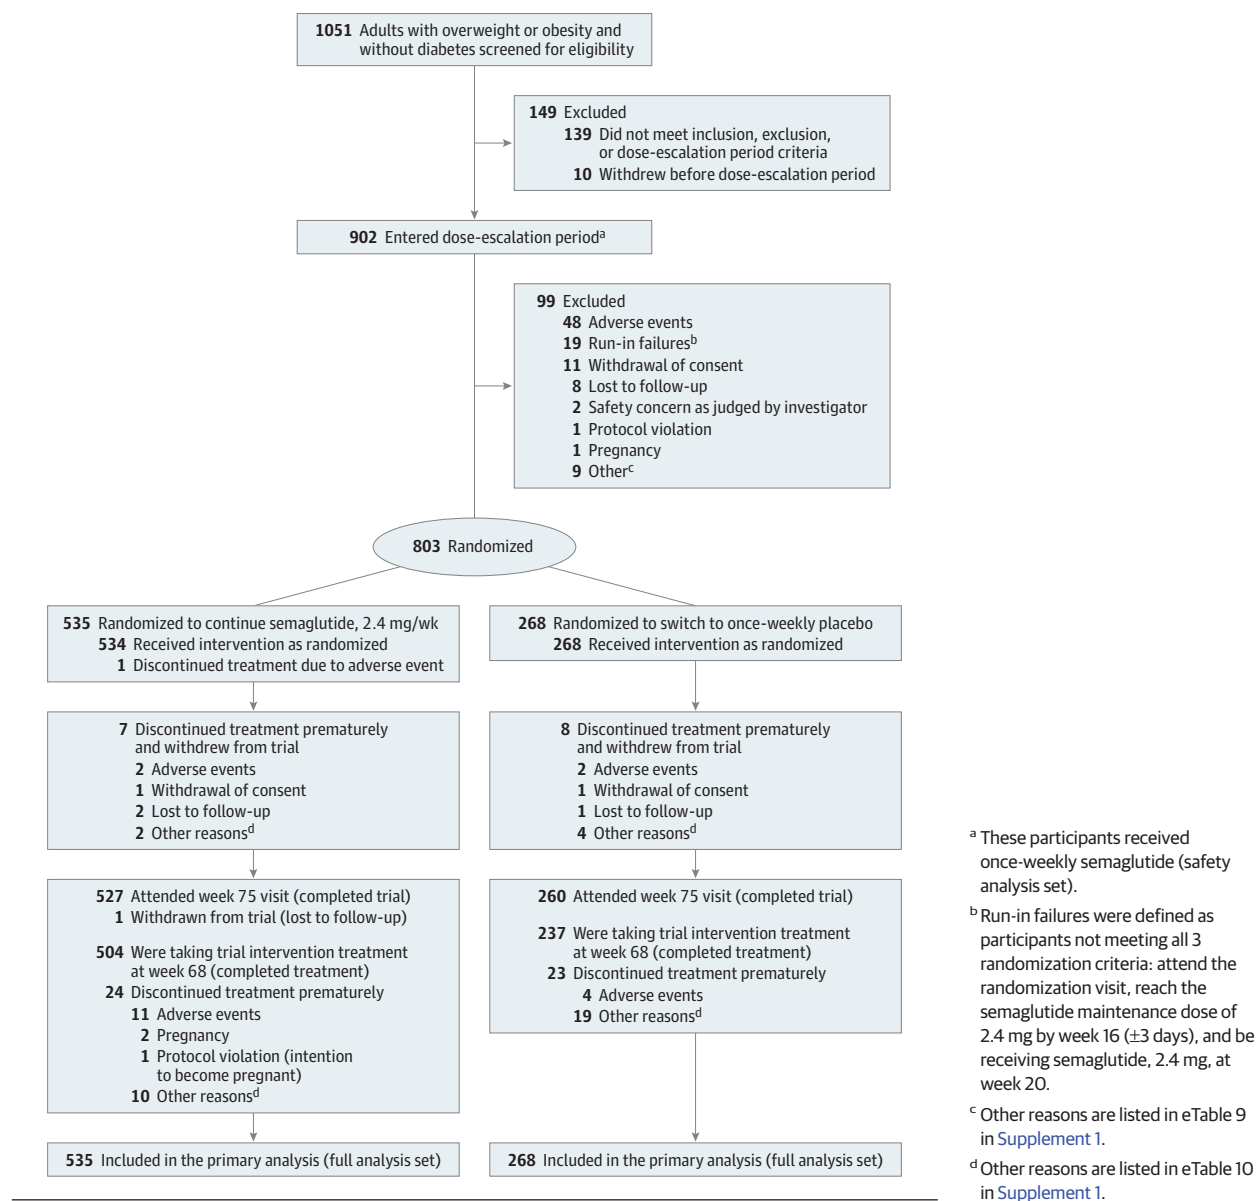 1051 Adults with overweight or obesity and
without diabetes screened for eligibility
149 Excluded
139 Did not meet inclusion, exclusion,
or dose-escalation period criteria
10 Withdrew before dose-escalation period
902 Entered dose-escalation periodᵃ
99 Excluded
48 Adverse events
19 Run-in failuresᵇ
11 Withdrawal of consent
8 Lost to follow-up
2 Safety concern as judged by investigator
1 Protocol violation
1 Pregnancy
9 Otherᶜ
803 Randomized
535 Randomized to continue semaglutide, 2.4 mg/wk
534 Received intervention as randomized
1 Discontinued treatment due to adverse event
268 Randomized to switch to once-weekly placebo
268 Received intervention as randomized
7 Discontinued treatment prematurely
and withdrew from trial
2 Adverse events
1 Withdrawal of consent
2 Lost to follow-up
2 Other reasonsᵈ
8 Discontinued treatment prematurely
and withdrew from trial
2 Adverse events
1 Withdrawal of consent
1 Lost to follow-up
4 Other reasonsᵈ
527 Attended week 75 visit (completed trial)
1 Withdrawn from trial (lost to follow-up)
504 Were taking trial intervention treatment
at week 68 (completed treatment)
24 Discontinued treatment prematurely
11 Adverse events
2 Pregnancy
1 Protocol violation (intention
to become pregnant)
10 Other reasonsᵈ
260 Attended week 75 visit (completed trial)
237 Were taking trial intervention treatment
at week 68 (completed treatment)
23 Discontinued treatment prematurely
4 Adverse events
19 Other reasonsᵈ
535 Included in the primary analysis (full analysis set)
268 Included in the primary analysis (full analysis set)
ᵃ These participants received
once-weekly semaglutide (safety
analysis set).
ᵇ Run-in failures were defined as
participants not meeting all 3
randomization criteria: attend the
randomization visit, reach the
semaglutide maintenance dose of
2.4 mg by week 16 (±3 days), and be
receiving semaglutide, 2.4 mg, at
week 20.
ᶜ Other reasons are listed in eTable 9
in Supplement 1.
ᵈ Other reasons are listed in eTable 10
in Supplement 1.